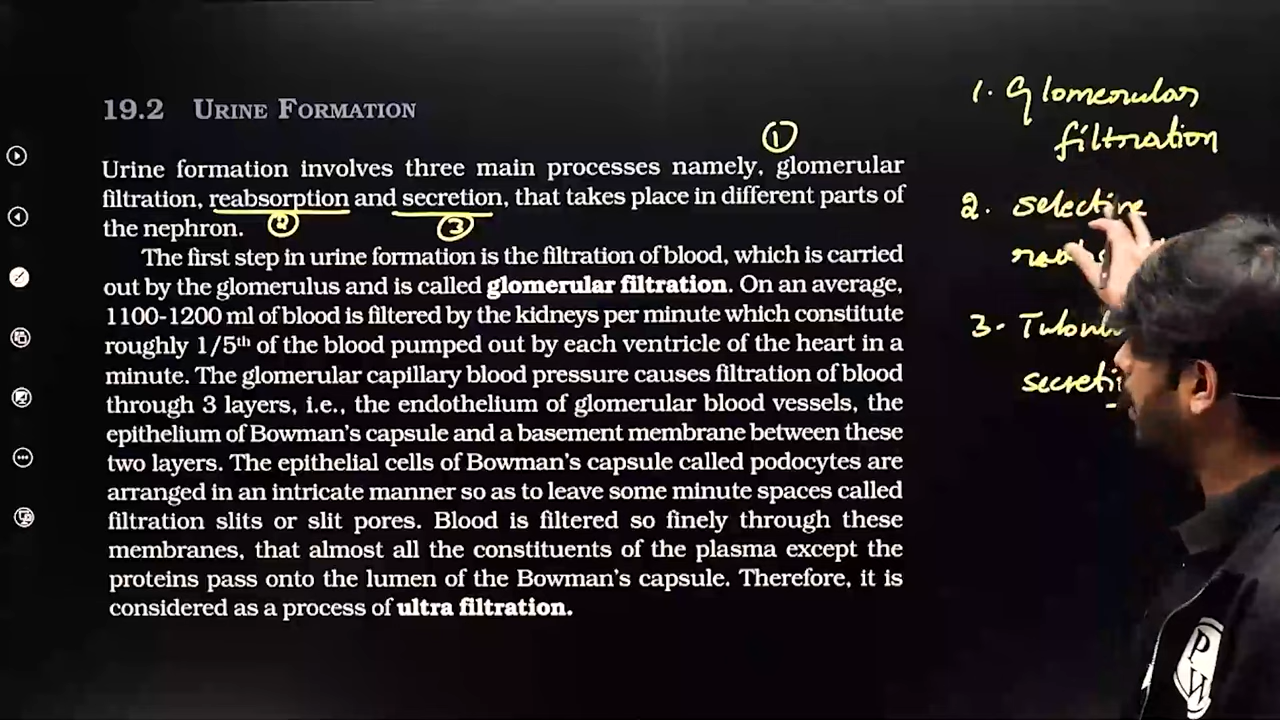 19.2 URINE FORMATION
①
Urine formation involves three main processes namely, glomerular
filtration, reabsorption and secretion, that takes place in different parts of
② ③
the nephron.
The first step in urine formation is the filtration of blood, which is carried
out by the glomerulus and is called glomerular filtration. On an average,
1100-1200 ml of blood is filtered by the kidneys per minute which constitute
roughly 1/5th of the blood pumped out by each ventricle of the heart in a
minute. The glomerular capillary blood pressure causes filtration of blood
through 3 layers, i.e., the endothelium of glomerular blood vessels, the
epithelium of Bowman's capsule and a basement membrane between these
two layers. The epithelial cells of Bowman's capsule called podocytes are
arranged in an intricate manner so as to leave some minute spaces called
filtration slits or slit pores. Blood is filtered so finely through these
membranes, that almost all the constituents of the plasma except the
proteins pass onto the lumen of the Bowman's capsule. Therefore, it is
considered as a process of ultra filtration.
1. Glomerular
filtration
2. selective
3. 
PW